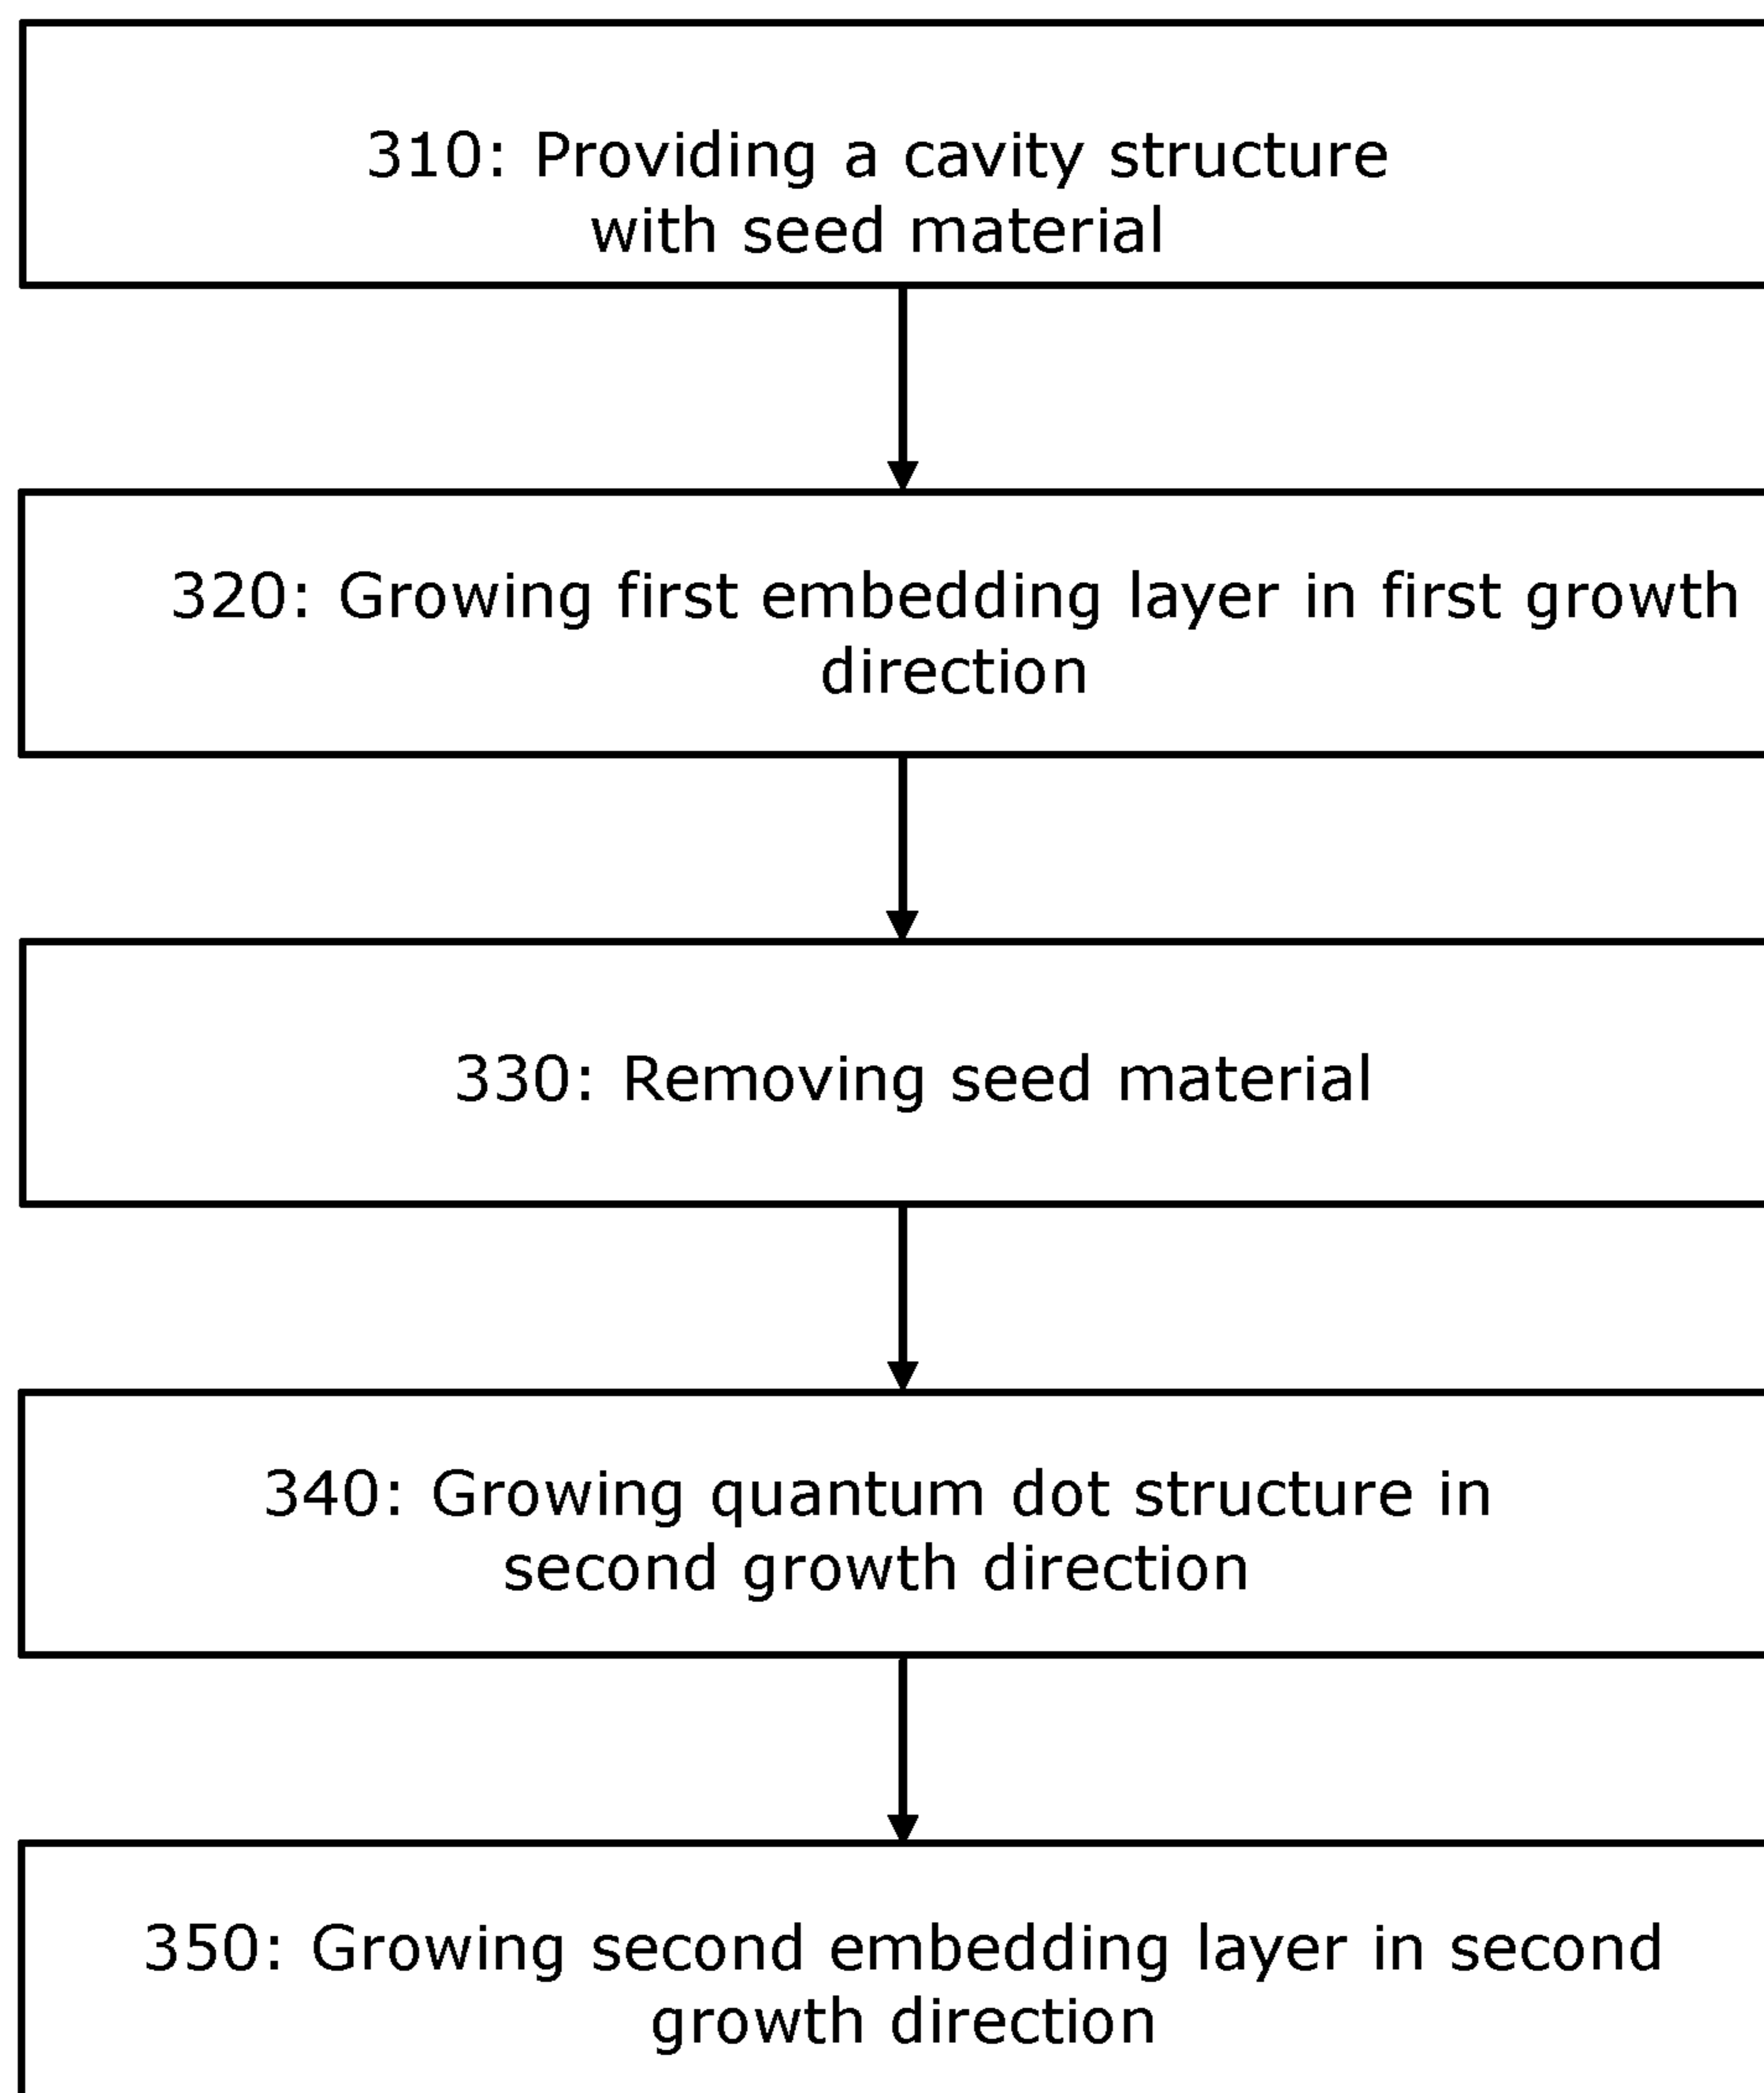 310: Providing a cavity structure
with seed material
320: Growing first embedding layer in first growth
direction
330: Removing seed material
340: Growing quantum dot structure in
second growth direction
350: Growing second embedding layer in second
growth direction